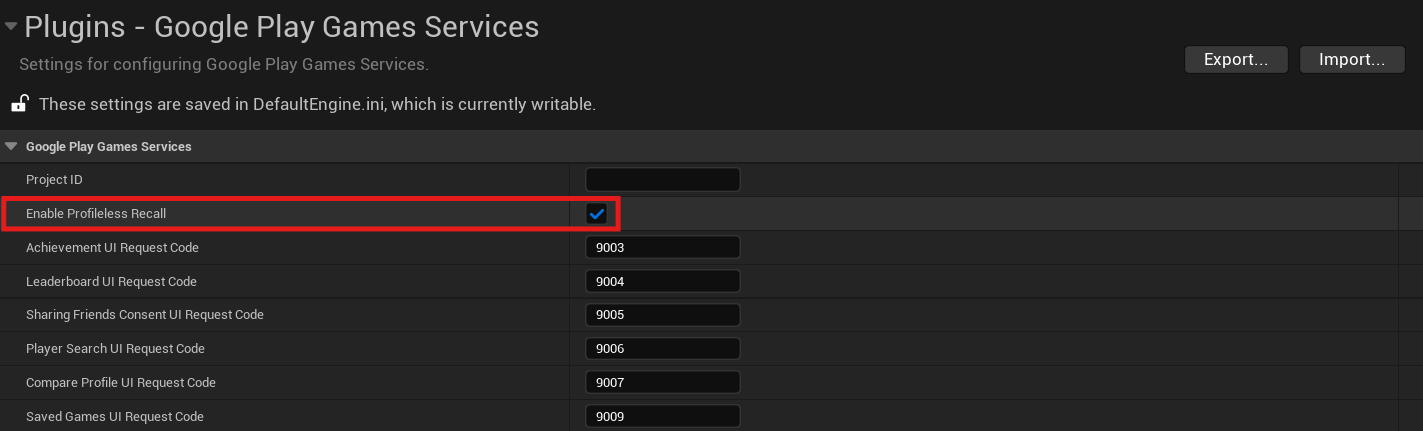 Plugins - Google Play Games Services
Settings for configuring Google Play Games Services.
Export...
Import...
These settings are saved in DefaultEngine.ini, which is currently writable.
Google Play Games Services
Project ID
Enable Profileless Recall
Achievement UI Request Code 9003
Leaderboard UI Request Code 9004
Sharing Friends Consent UI Request Code 9005
Player Search UI Request Code 9006
Compare Profile UI Request Code 9007
Saved Games UI Request Code 9009